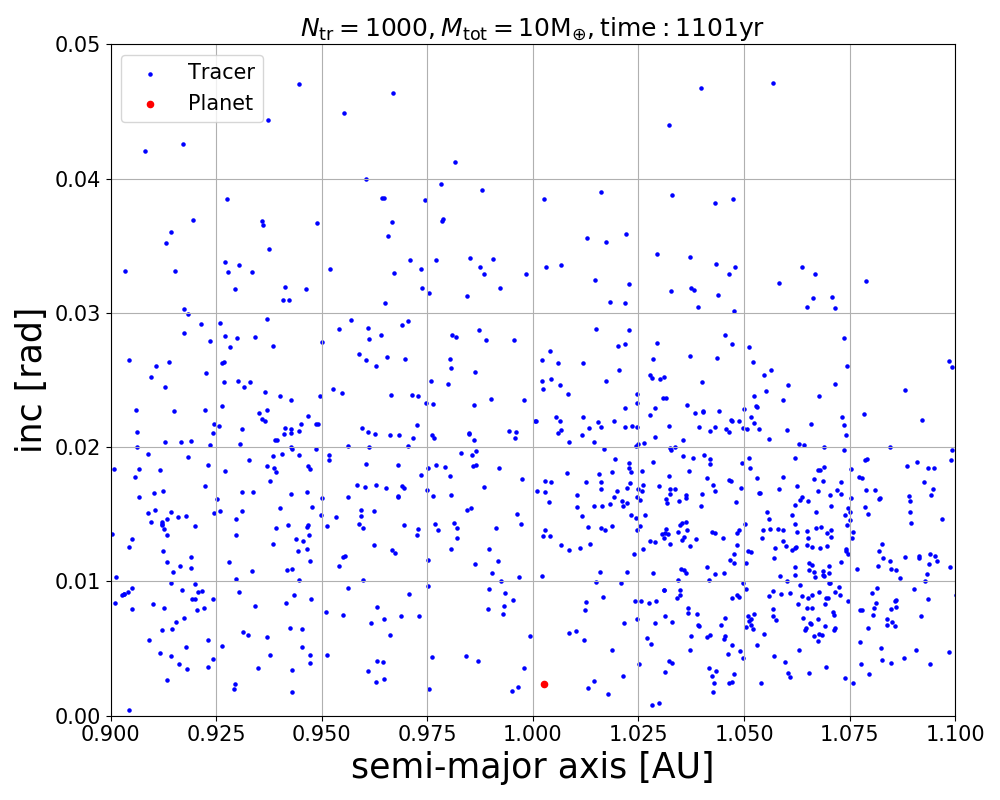 N_tr = 1000, M_tot = 10M_⊕, time : 1101yr
Tracer
Planet
0.05
0.04
0.03
0.02
0.01
0.00
inc [rad]
0.900 0.925 0.950 0.975 1.000 1.025 1.050 1.075 1.100
semi-major axis [AU]